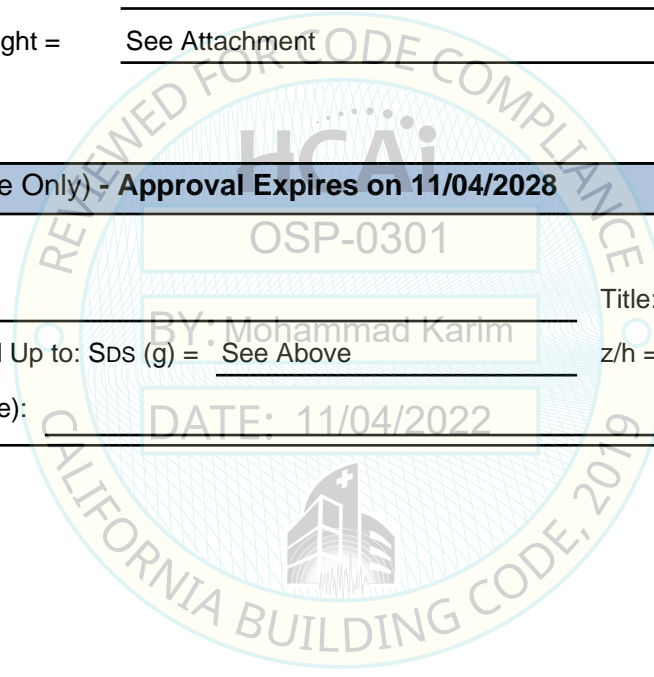 ght = See Attachment
REVIEWED FOR CODE COMPLIANCE
HCAi
e Only) - Approval Expires on 11/04/2028
OSP-0301
Title:
BY: Mohammad Karim
Up to: SDS (g) = See Above z/h =
e):
DATE: 11/04/2022
CALIFORNIA BUILDING CODE, 2019